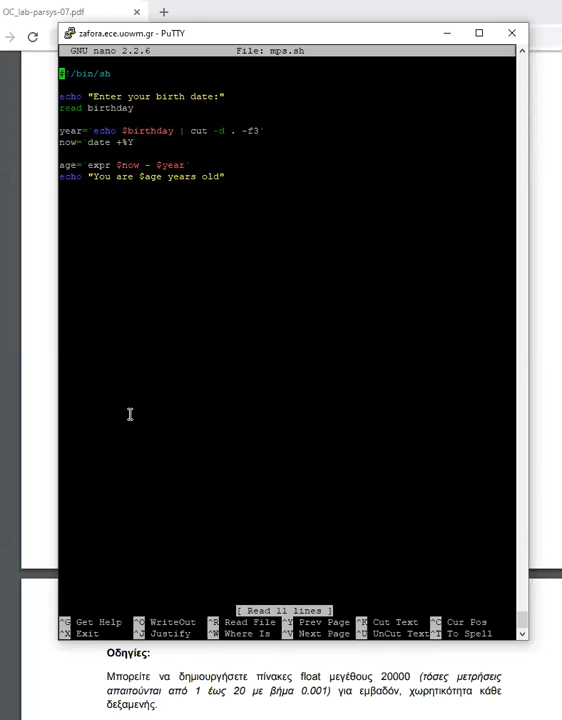 OC_lab-parsys-07.pdf
zafora.ece.uowm.gr - PuTTY
GNU nano 2.2.6 File: mps.sh
#!/bin/sh
echo "Enter your birth date:"
read birthday
year=`echo $birthday | cut -d . -f3`
now=`date +%Y
age=`expr $now - $year`
echo "You are $age years old"
[ Read 11 lines ]
^G Get Help ^O WriteOut ^R Read File ^Y Prev Page ^K Cut Text ^C Cur Pos
^X Exit ^J Justify ^W Where Is ^V Next Page ^U UnCut Text ^T To Spell
Οδηγίες:
Μπορείτε να δημιουργήσετε πίνακες float μεγέθους 20000 (τόσες μετρήσεις
απαιτούνται από 1 έως 20 με βήμα 0.001) για εμβαδόν, χωρητικότητα κάθε
δεξαμενής.